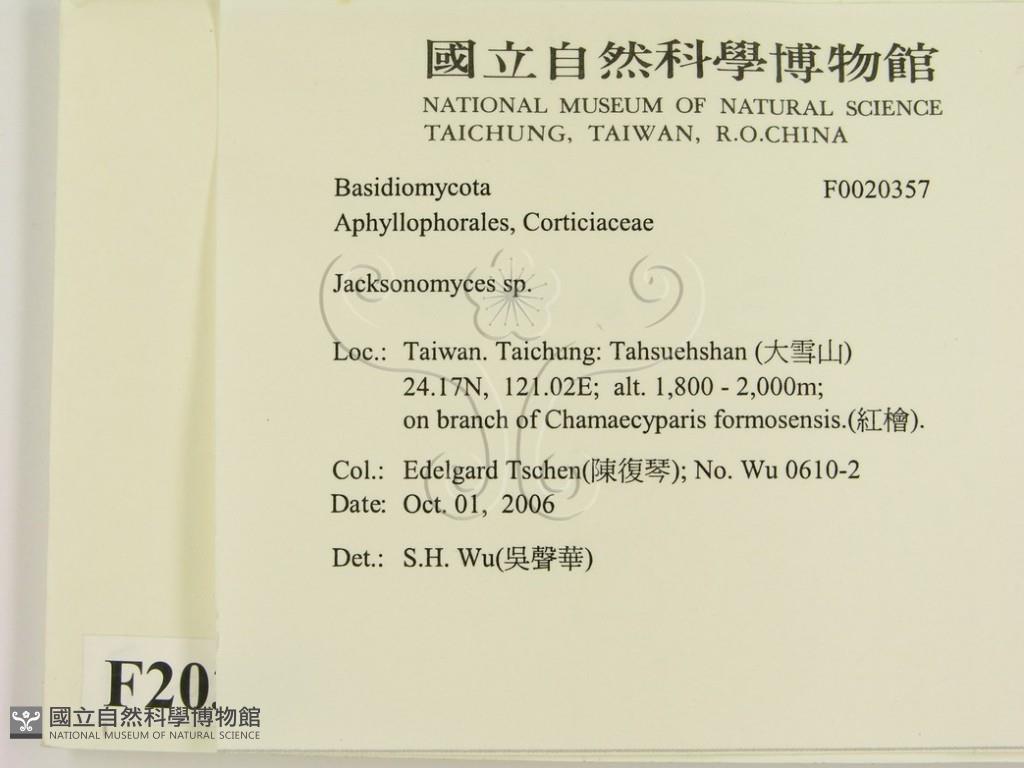 國立自然科學博物館
NATIONAL MUSEUM OF NATURAL SCIENCE
TAICHUNG, TAIWAN, R.O.CHINA
Basidiomycota F0020357
Aphyllophorales, Corticiaceae
Jacksonomyces sp.
Loc.: Taiwan. Taichung: Tahsuehshan (大雪山)
24.17N, 121.02E; alt. 1,800 - 2,000m;
on branch of Chamaecyparis formosensis.(紅檜).
Col.: Edelgard Tschen(陳復琴); No. Wu 0610-2
Date: Oct. 01, 2006
Det.: S.H. Wu(吳聲華)
F20
國立自然科學博物館
NATIONAL MUSEUM OF NATURAL SCIENCE